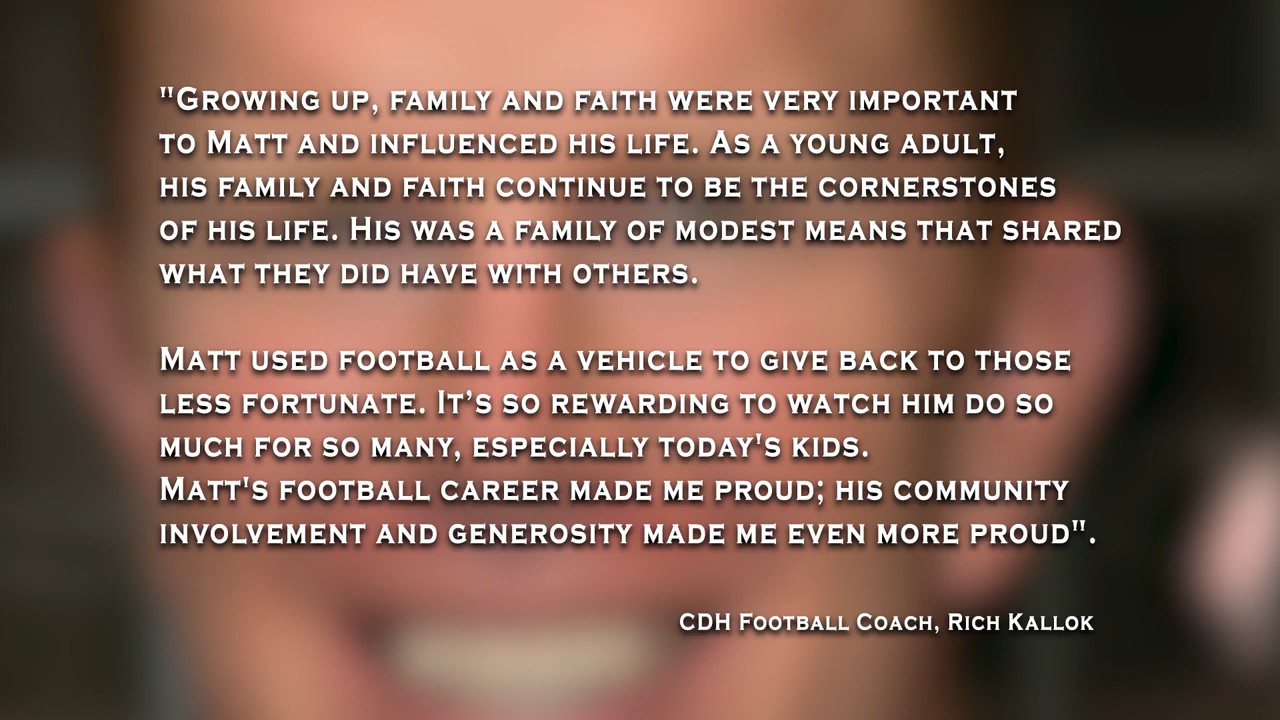 "Growing up, family and faith were very important
to Matt and influenced his life. As a young adult,
his family and faith continue to be the cornerstones
of his life. His was a family of modest means that shared
what they did have with others.
Matt used football as a vehicle to give back to those
less fortunate. It’s so rewarding to watch him do so
much for so many, especially today's kids.
Matt's football career made me proud; his community
involvement and generosity made me even more proud".
CDH Football Coach, Rich Kallok